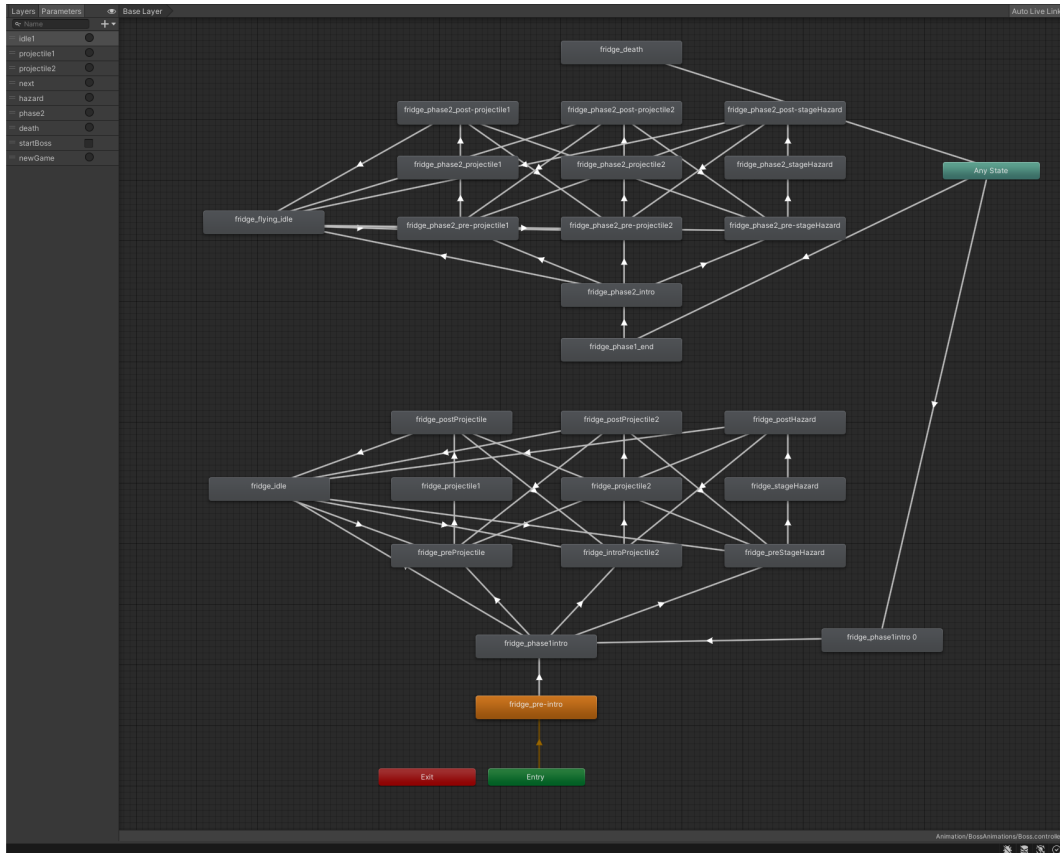 Layers Parameters
Base Layer
Auto Live Link
Name
idle1
projectile1
projectile2
next
hazard
phase2
death
startBoss
newGame
fridge_death
fridge_phase2_post-projectile1
fridge_phase2_post-projectile2
fridge_phase2_post-stageHazard
fridge_phase2_projectile1
fridge_phase2_projectile2
fridge_phase2_stageHazard
Any State
fridge_flying_idle
fridge_phase2_pre-projectile1
fridge_phase2_pre-projectile2
fridge_phase2_pre-stageHazard
fridge_phase2_intro
fridge_phase1_end
fridge_postProjectile
fridge_postProjectile2
fridge_postHazard
fridge_idle
fridge_projectile1
fridge_projectile2
fridge_stageHazard
fridge_preProjectile
fridge_introProjectile2
fridge_preStageHazard
fridge_phase1intro
fridge_phase1intro 0
fridge_pre-intro
Exit
Entry
Animation/BossAnimations/Boss.controlle